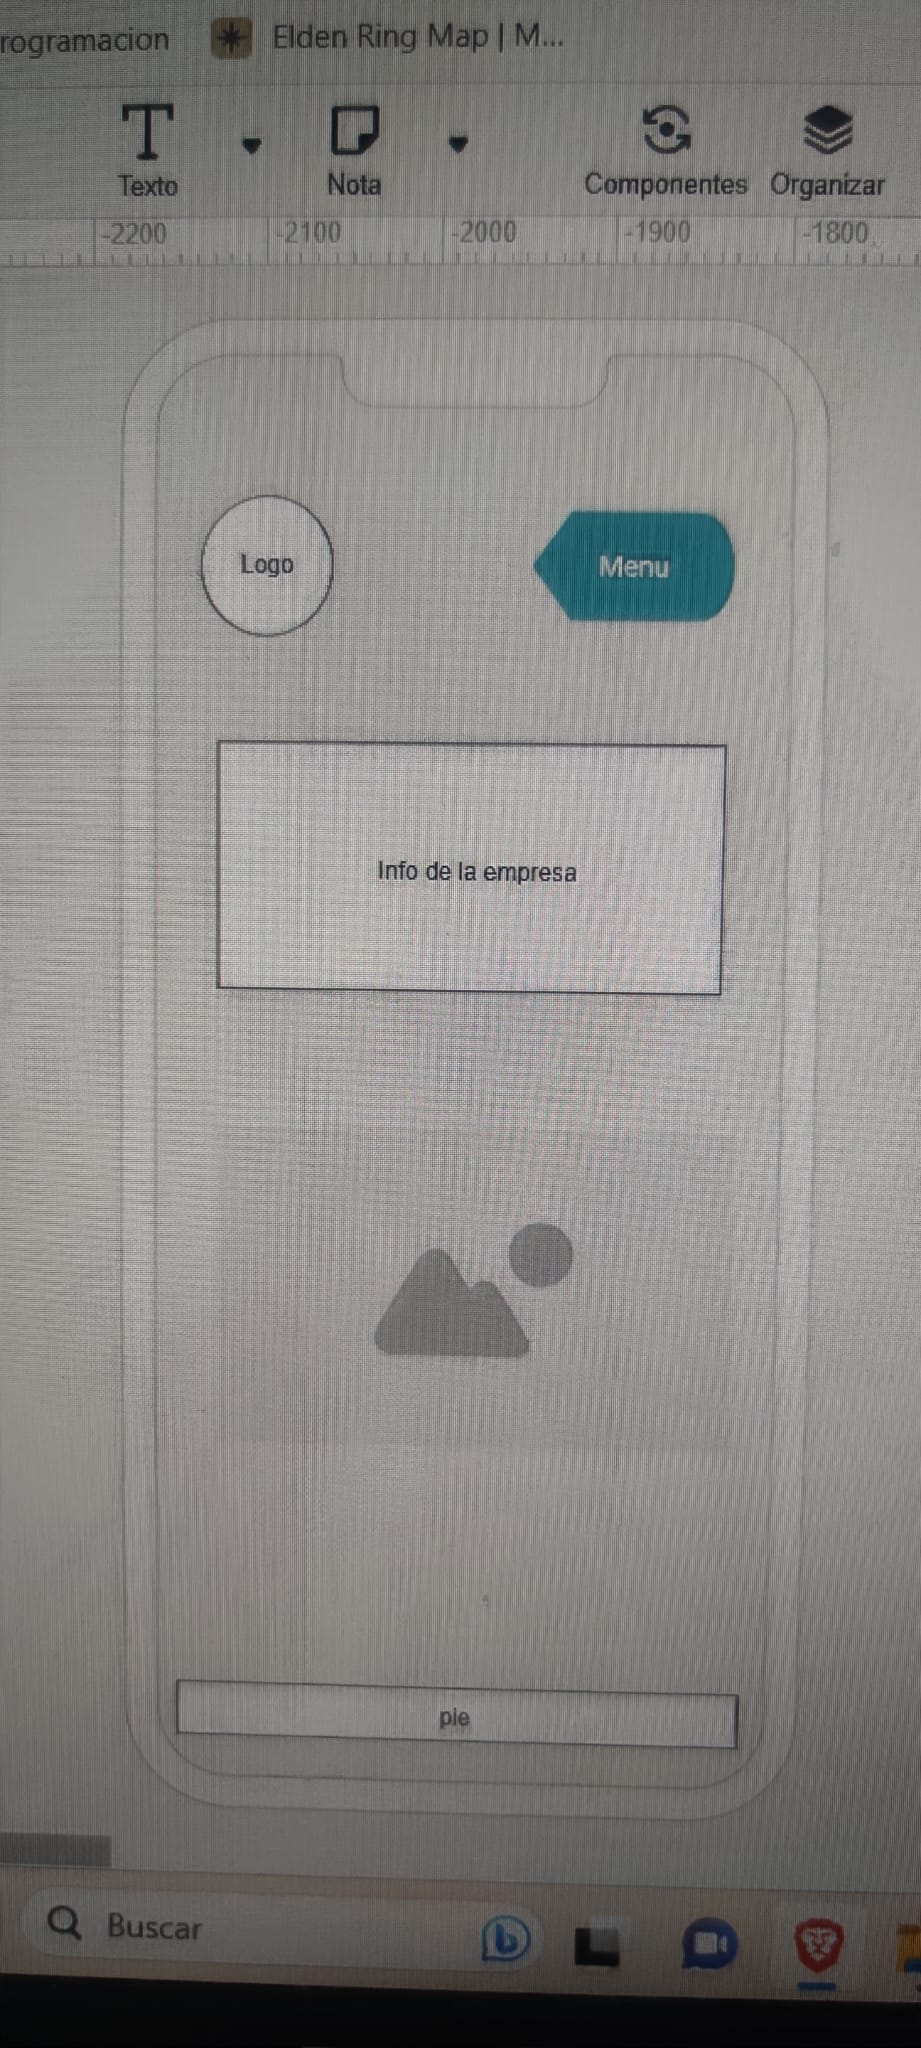 rogramacion Elden Ring Map | M...
Texto Nota Componentes Organizar
-2200 -2100 -2000 -1900 -1800
Logo Menu
Info de la empresa
pie
Buscar